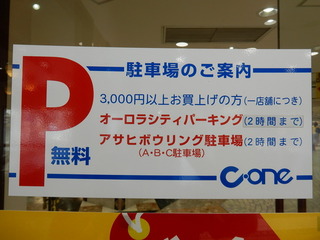 P
無料
駐車場のご案内
3,000円以上お買上げの方(一店舗につき)
オーロラシティパーキング(2時間まで)
アサヒボウリング駐車場(2時間まで)
(A・B・C駐車場)
C·one